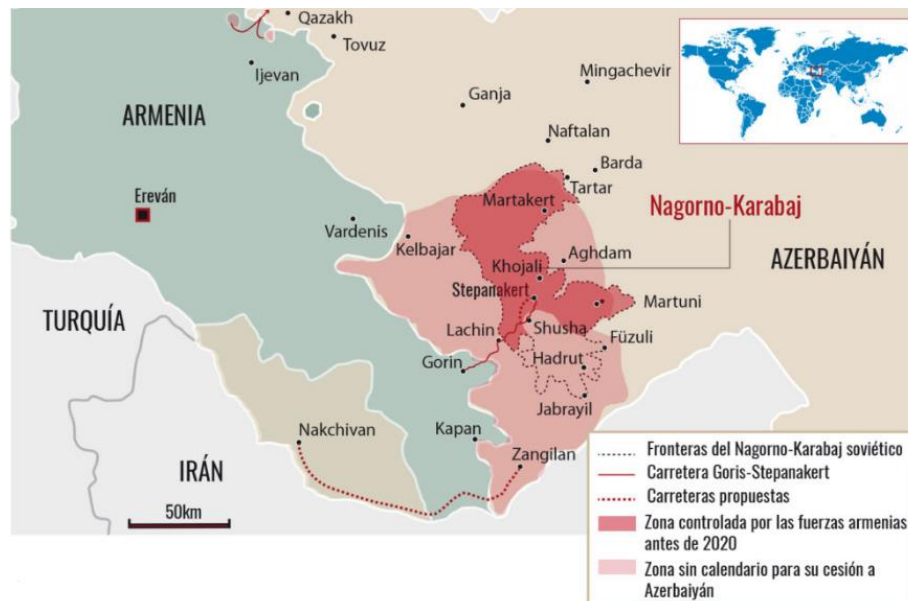 Qazakh
Tovuz
Ijevan
Mingachevir
Ganja
ARMENIA
Naftalan
Barda
Tartar
Ereván
Martakert
Nagorno-Karabaj
Vardenis
Kelbajar
Aghdam
AZERBAIYÁN
Khojali
Stepanakert
Martuni
TURQUÍA
Lachin
Shusha
Füzuli
Gorin
Hadrut
Jabrayil
Nakchivan
Kapan
Zangilan
IRÁN
50km
Fronteras del Nagorno-Karabaj soviético
Carretera Goris-Stepanakert
Carreteras propuestas
Zona controlada por las fuerzas armenias
antes de 2020
Zona sin calendario para su cesión a
Azerbaiyán